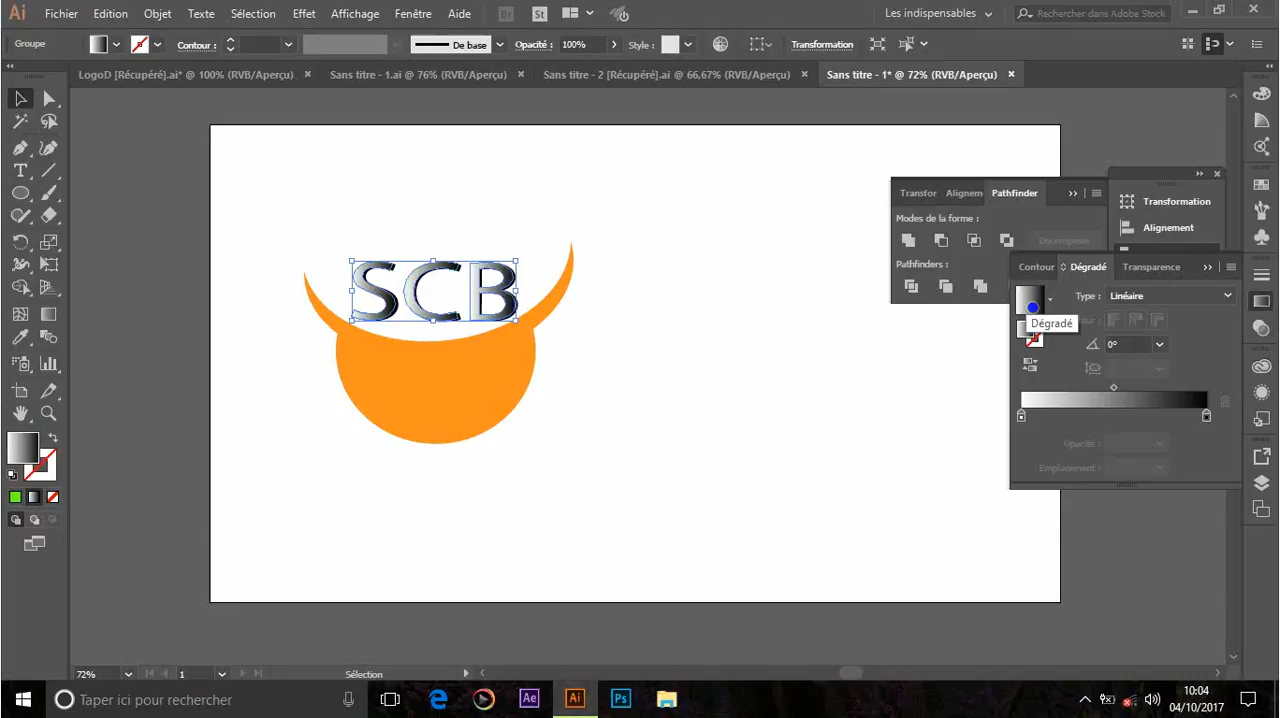 Ai Fichier Edition Objet Texte Sélection Effet Affichage Fenêtre Aide Br St Les indispensables Rechercher dans Adobe Stock
Groupe Contour : De base Opacité : 100% Style : Transformation
LogoD [Récupéré].ai* @ 100% (RVB/Aperçu) Sans titre - 1.ai @ 76% (RVB/Aperçu) Sans titre - 2 [Récupéré].ai @ 66,67% (RVB/Aperçu) Sans titre - 1* @ 72% (RVB/Aperçu)
Transfor Alignem Pathfinder
Transformation
Modes de la forme :
Alignement
Décomposer
Pathfinders :
Contour Dégradé Transparence
Type : Linéaire
Dégradé
0°
Opacité :
Emplacement :
SCB
72% 1 Sélection
Taper ici pour rechercher Ae Ai Ps 10:04
04/10/2017